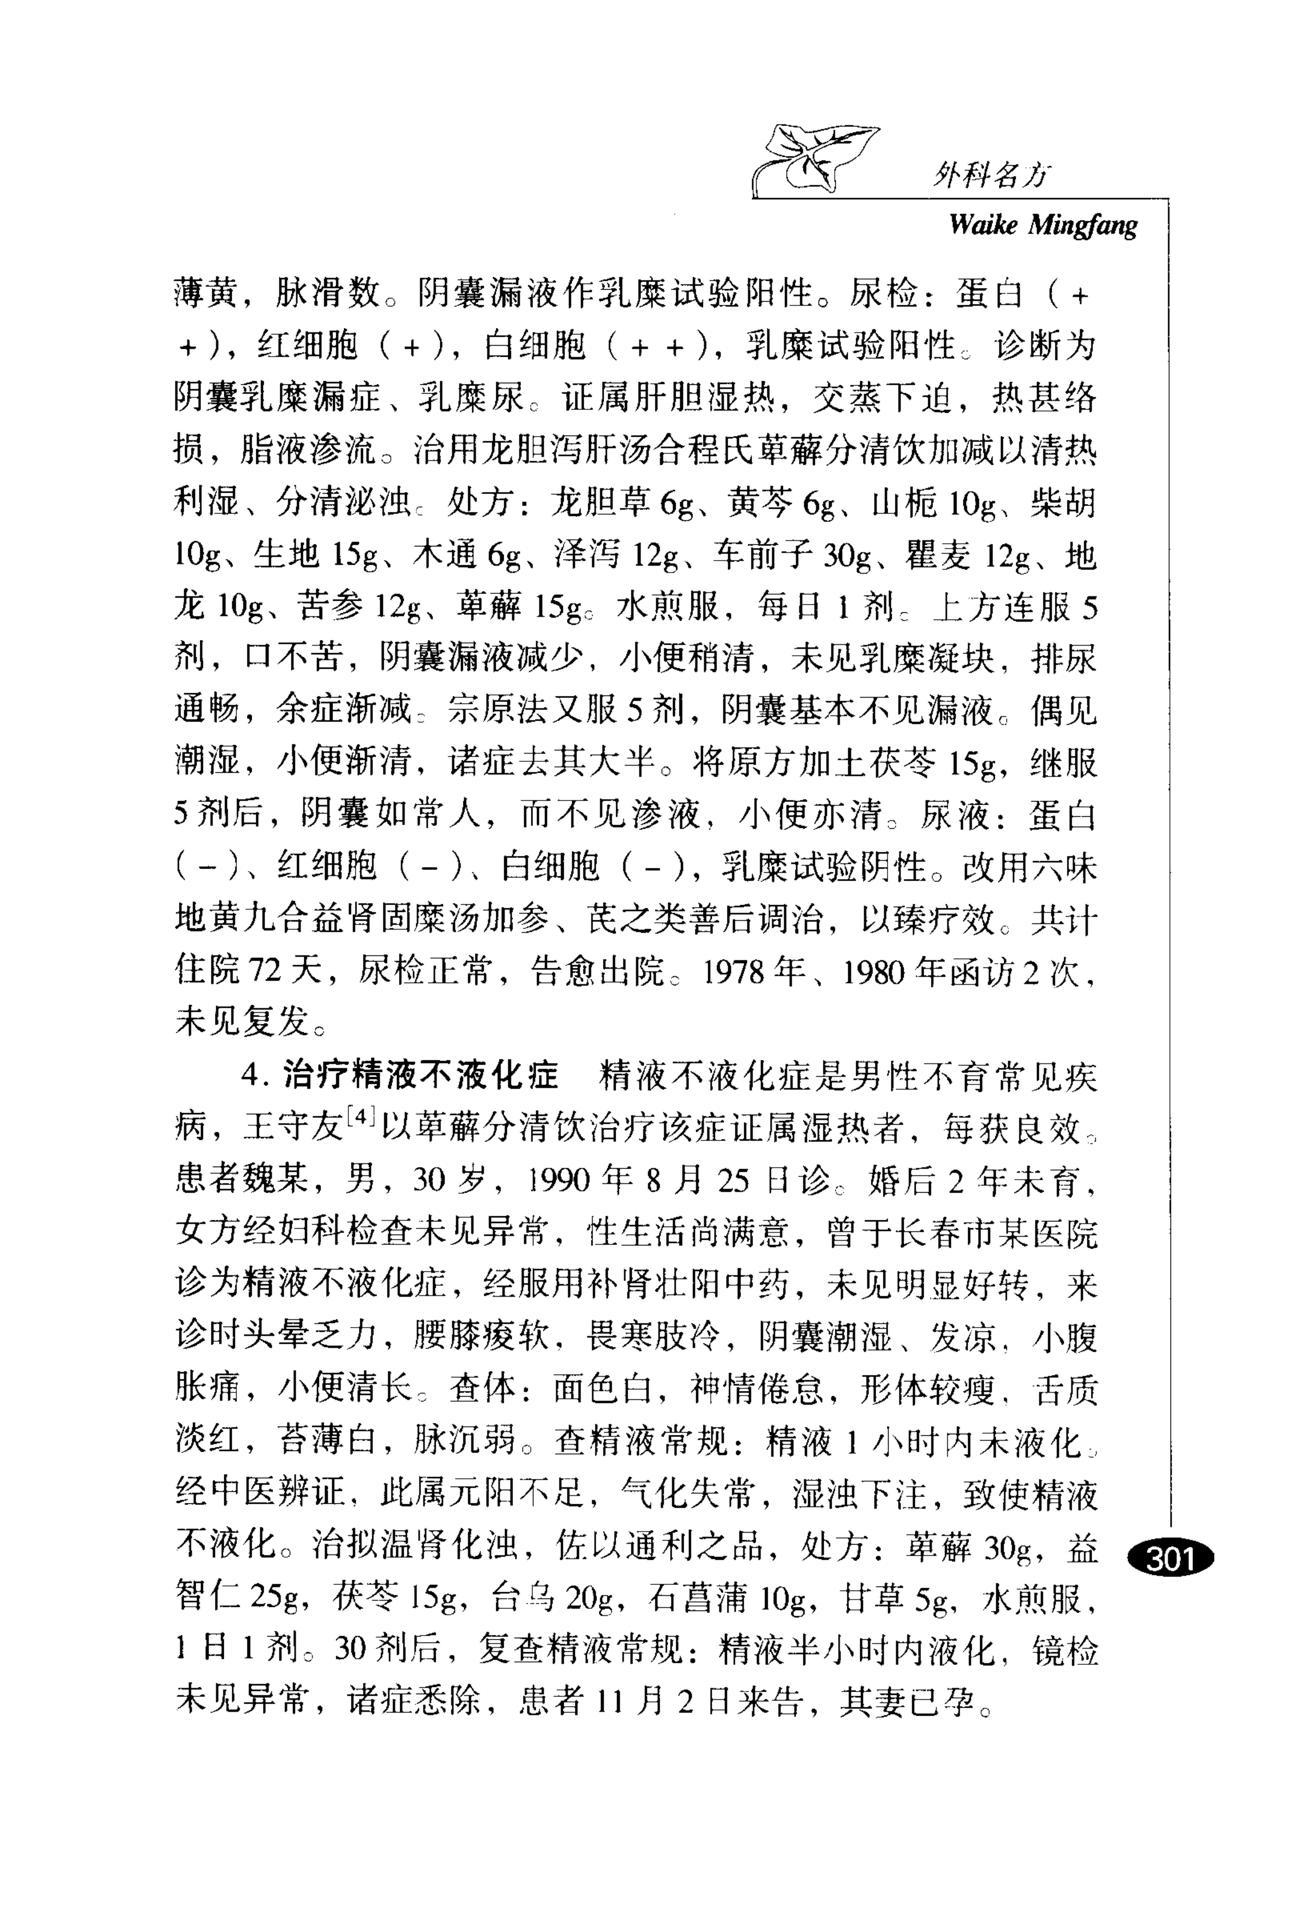 外科名方
Waike Mingfang
薄黄，脉滑数。阴囊漏液作乳糜试验阳性。尿检：蛋白（+
+），红细胞（+），白细胞（++），乳糜试验阳性。诊断为
阴囊乳糜漏症、乳糜尿。证属肝胆湿热，交蒸下迫，热甚络
损，脂液渗流。治用龙胆泻肝汤合程氏萆薢分清饮加减以清热
利湿、分清泌浊。处方：龙胆草6g、黄芩6g、山栀10g、柴胡
10g、生地15g、木通6g、泽泻12g、车前子30g、瞿麦12g、地
龙10g、苦参12g、萆薢15g。水煎服，每日1剂。上方连服5
剂，口不苦，阴囊漏液减少，小便稍清，未见乳糜凝块，排尿
通畅，余症渐减。宗原法又服5剂，阴囊基本不见漏液。偶见
潮湿，小便渐清，诸症去其大半。将原方加土茯苓15g，继服
5剂后，阴囊如常人，而不见渗液，小便亦清。尿液：蛋白
（-）、红细胞（-）、白细胞（-），乳糜试验阴性。改用六味
地黄九合益肾固糜汤加参、芪之类善后调治，以臻疗效。共计
住院72天，尿检正常，告愈出院。1978年、1980年函访2次，
未见复发。
4. 治疗精液不液化症 精液不液化症是男性不育常见疾
病，王守友[4]以萆薢分清饮治疗该症证属湿热者，每获良效。
患者魏某，男，30岁，1990年8月25日诊。婚后2年未育，
女方经妇科检查未见异常，性生活尚满意，曾于长春市某医院
诊为精液不液化症，经服用补肾壮阳中药，未见明显好转，来
诊时头晕乏力，腰膝痠软，畏寒肢冷，阴囊潮湿、发凉，小腹
胀痛，小便清长。查体：面色白，神情倦怠，形体较瘦，舌质
淡红，苔薄白，脉沉弱。查精液常规：精液1小时内未液化。
经中医辨证，此属元阳不足，气化失常，湿浊下注，致使精液
不液化。治拟温肾化浊，佐以通利之品，处方：萆薢30g，益
智仁25g，茯苓15g，台乌20g，石菖蒲10g，甘草5g，水煎服，
1日1剂。30剂后，复查精液常规：精液半小时内液化，镜检
未见异常，诸症悉除，患者11月2日来告，其妻已孕。
301